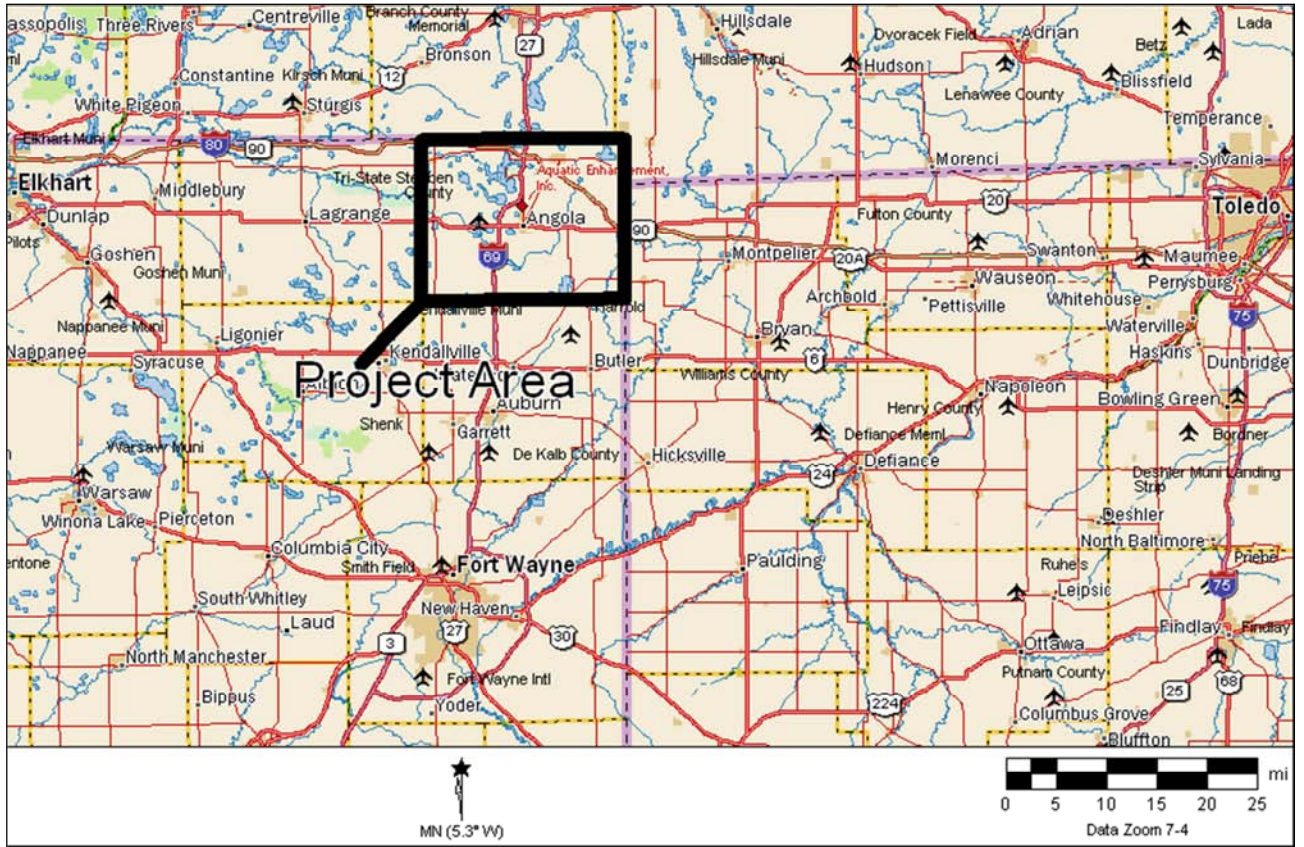 assopolis
Three Rivers
Centreville
Branch County
Memorial
27
Hillsdale
Dvoracek Field
Adrian
Betz
Lada
Bronson
Hillsdale Muni
Hudson
Constantine
Kirsch Muni
12
Blissfield
White Pigeon
Sturgis
Lenawee County
Temperance
Elkhart Muni
80
90
Morenci
Sylvania
Elkhart
Middlebury
Tri-State Steuben
County
Aquatic Enhancement,
Inc.
20
Toledo
Dunlap
Lagrange
Angola
Fulton County
Pilots
90
Goshen
69
Montpelier
20A
Swanton
Maumee
Goshen Muni
Wauseon
Perrysburg
Archbold
Pettisville
Whitehouse
Nappanee Muni
Kendallville Muni
75
Ligonier
Bryan
Waterville
Nappanee
Syracuse
Kendallville
Butler
6
Haskins
Dunbridge
Project Area
Williams County
Napoleon
Auburn
Henry County
Bowling Green
Shenk
Garrett
Defiance Meml
Bordner
Warsaw Muni
De Kalb County
Hicksville
24
Defiance
Deshler Muni Landing
Strip
Warsaw
Winona Lake
Pierceton
Deshler
Columbia City
North Baltimore
Priebe
entone
Smith Field
Fort Wayne
Paulding
Ruhe's
75
South Whitley
Leipsic
New Haven
Laud
27
30
Findlay
Findlay
3
Ottawa
North Manchester
Fort Wayne Intl
Putnam County
68
25
Bippus
Yoder
224
Columbus Grove
Bluffton
mi
0 5 10 15 20 25
MN (5.3° W)
Data Zoom 7-4